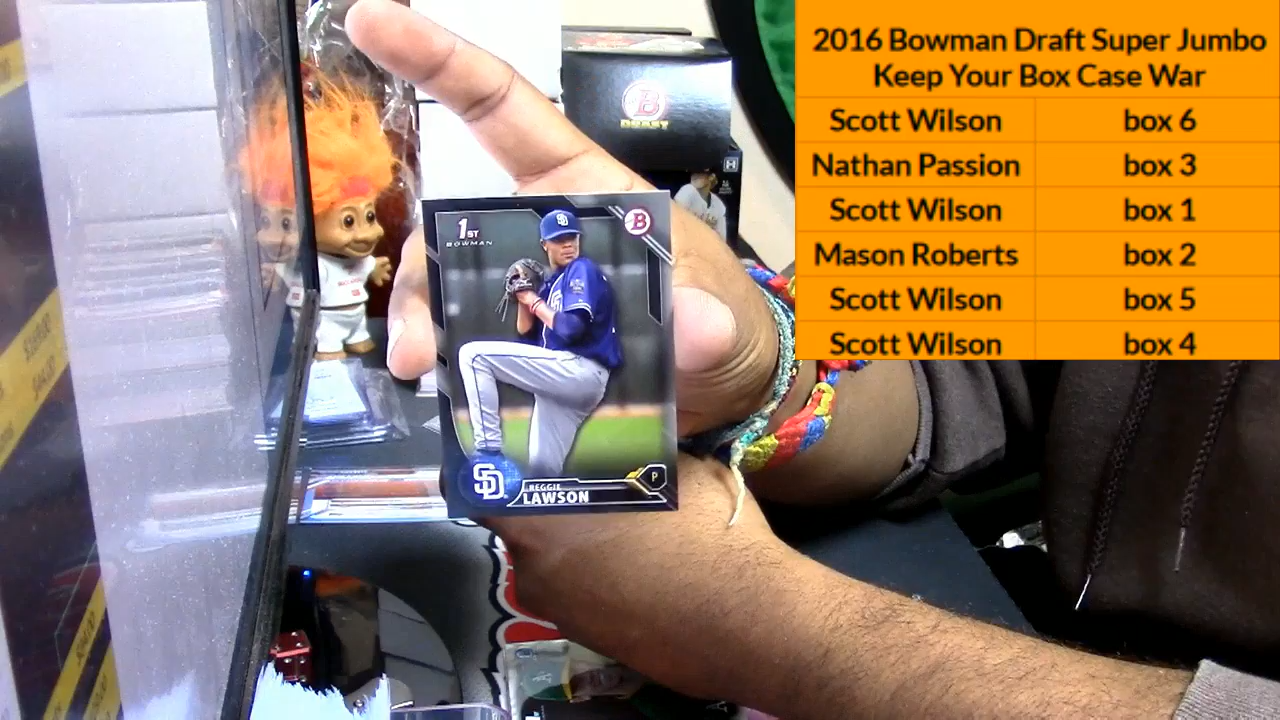 2016 Bowman Draft Super Jumbo
Keep Your Box Case War
Scott Wilson box 6
Nathan Passion box 3
Scott Wilson box 1
Mason Roberts box 2
Scott Wilson box 5
Scott Wilson box 4
B
DRAFT
H
1ST
BOWMAN
B
SD
SD
REGGIE
LAWSON
P